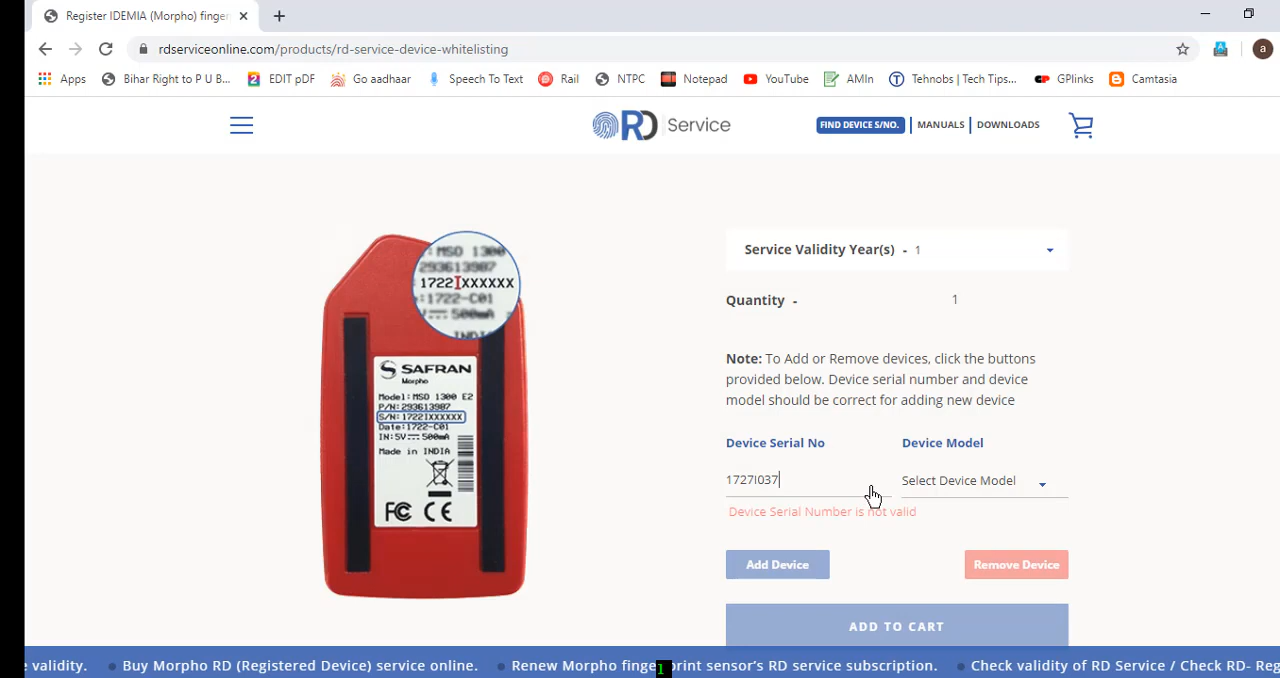 Register IDEMIA (Morpho) finger
rdserviceonline.com/products/rd-service-device-whitelisting
a
Apps
Bihar Right to P U B...
EDIT pDF
Go aadhaar
Speech To Text
Rail
NTPC
Notepad
YouTube
AMIn
Tehnobs | Tech Tips...
GPlinks
Camtasia
RD Service
FIND DEVICE S/NO.
MANUALS
DOWNLOADS
: MSO 1300
293613987
1722IXXXXXX
:1722-C01
500mA
INDIA
SAFRAN
Morpho
Model: MSO 1300 E2
P/N:293613987
S/N:1722IXXXXXX
Date:1722-C01
IN:5V 500mA
Made in INDIA
FC CE
Service Validity Year(s) - 1
Quantity - 1
Note: To Add or Remove devices, click the buttons
provided below. Device serial number and device
model should be correct for adding new device
Device Serial No
Device Model
1727I037
Select Device Model
Device Serial Number is not valid
Add Device
Remove Device
ADD TO CART
e validity. • Buy Morpho RD (Registered Device) service online. • Renew Morpho fingerprint sensor's RD service subscription. • Check validity of RD Service / Check RD- Reg
1